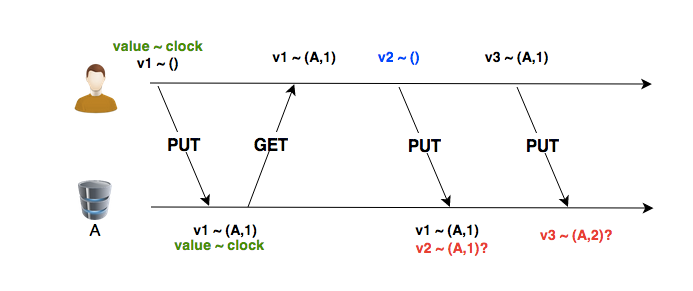 value ~ clock
v1 ~ ()
v1 ~ (A,1)
v2 ~ ()
v3 ~ (A,1)
PUT
GET
PUT
PUT
A
v1 ~ (A,1)
value ~ clock
v1 ~ (A,1)
v2 ~ (A,1)?
v3 ~ (A,2)?